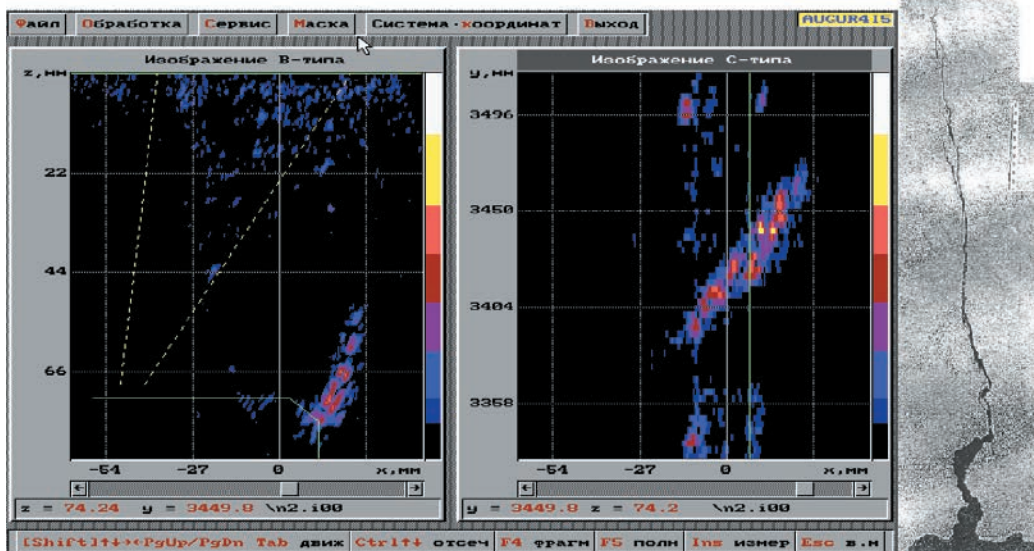 Файл Обработка Сервис Маска Система·координат Выход AUGUR415
Изображение B-типа
z,мм
22
44
66
-54 -27 0 x,мм
z = 74.24 y = 3449.8 \n2.i00
Изображение C-типа
y,мм
3496
3450
3404
3358
-54 -27 0 x,мм
y = 3449.8 z = 74.2 \n2.i00
[Shift]↑↓→←PgUp/PgDn Tab движ Ctrl↑↓ отсеч F4 фрагм F5 полн Ins измер Esc в.м